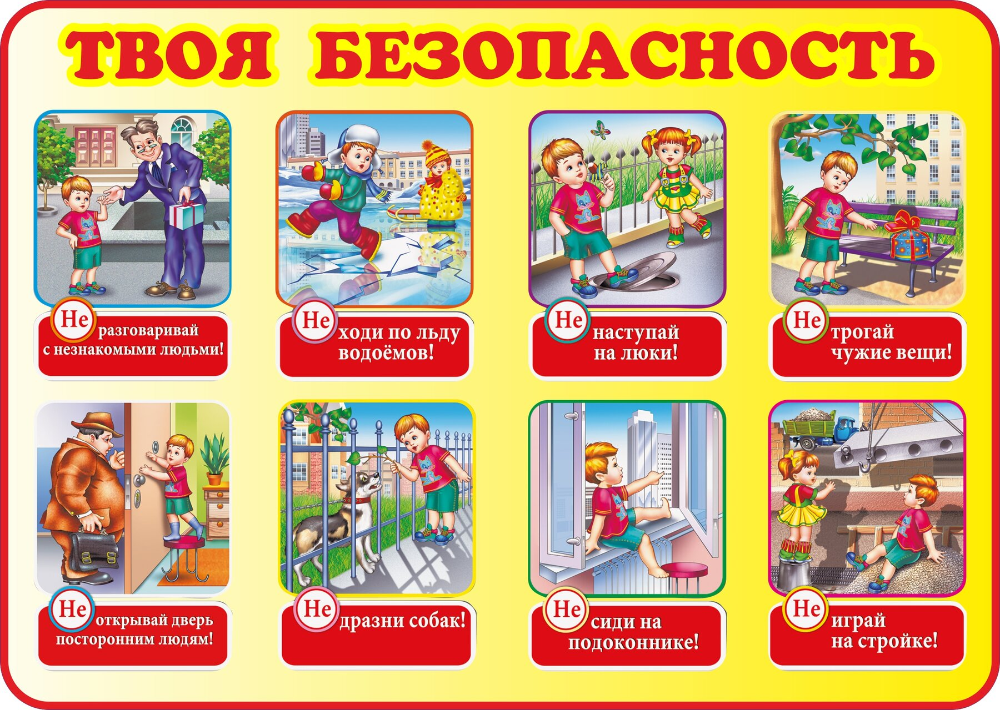 ТВОЯ БЕЗОПАСНОСТЬ
Не разговаривай
с незнакомыми людьми!
Не ходи по льду
водоёмов!
Не наступай
на люки!
Не трогай
чужие вещи!
Не открывай дверь
посторонним людям!
Не дразни собак!
Не сиди на
подоконнике!
Не играй
на стройке!